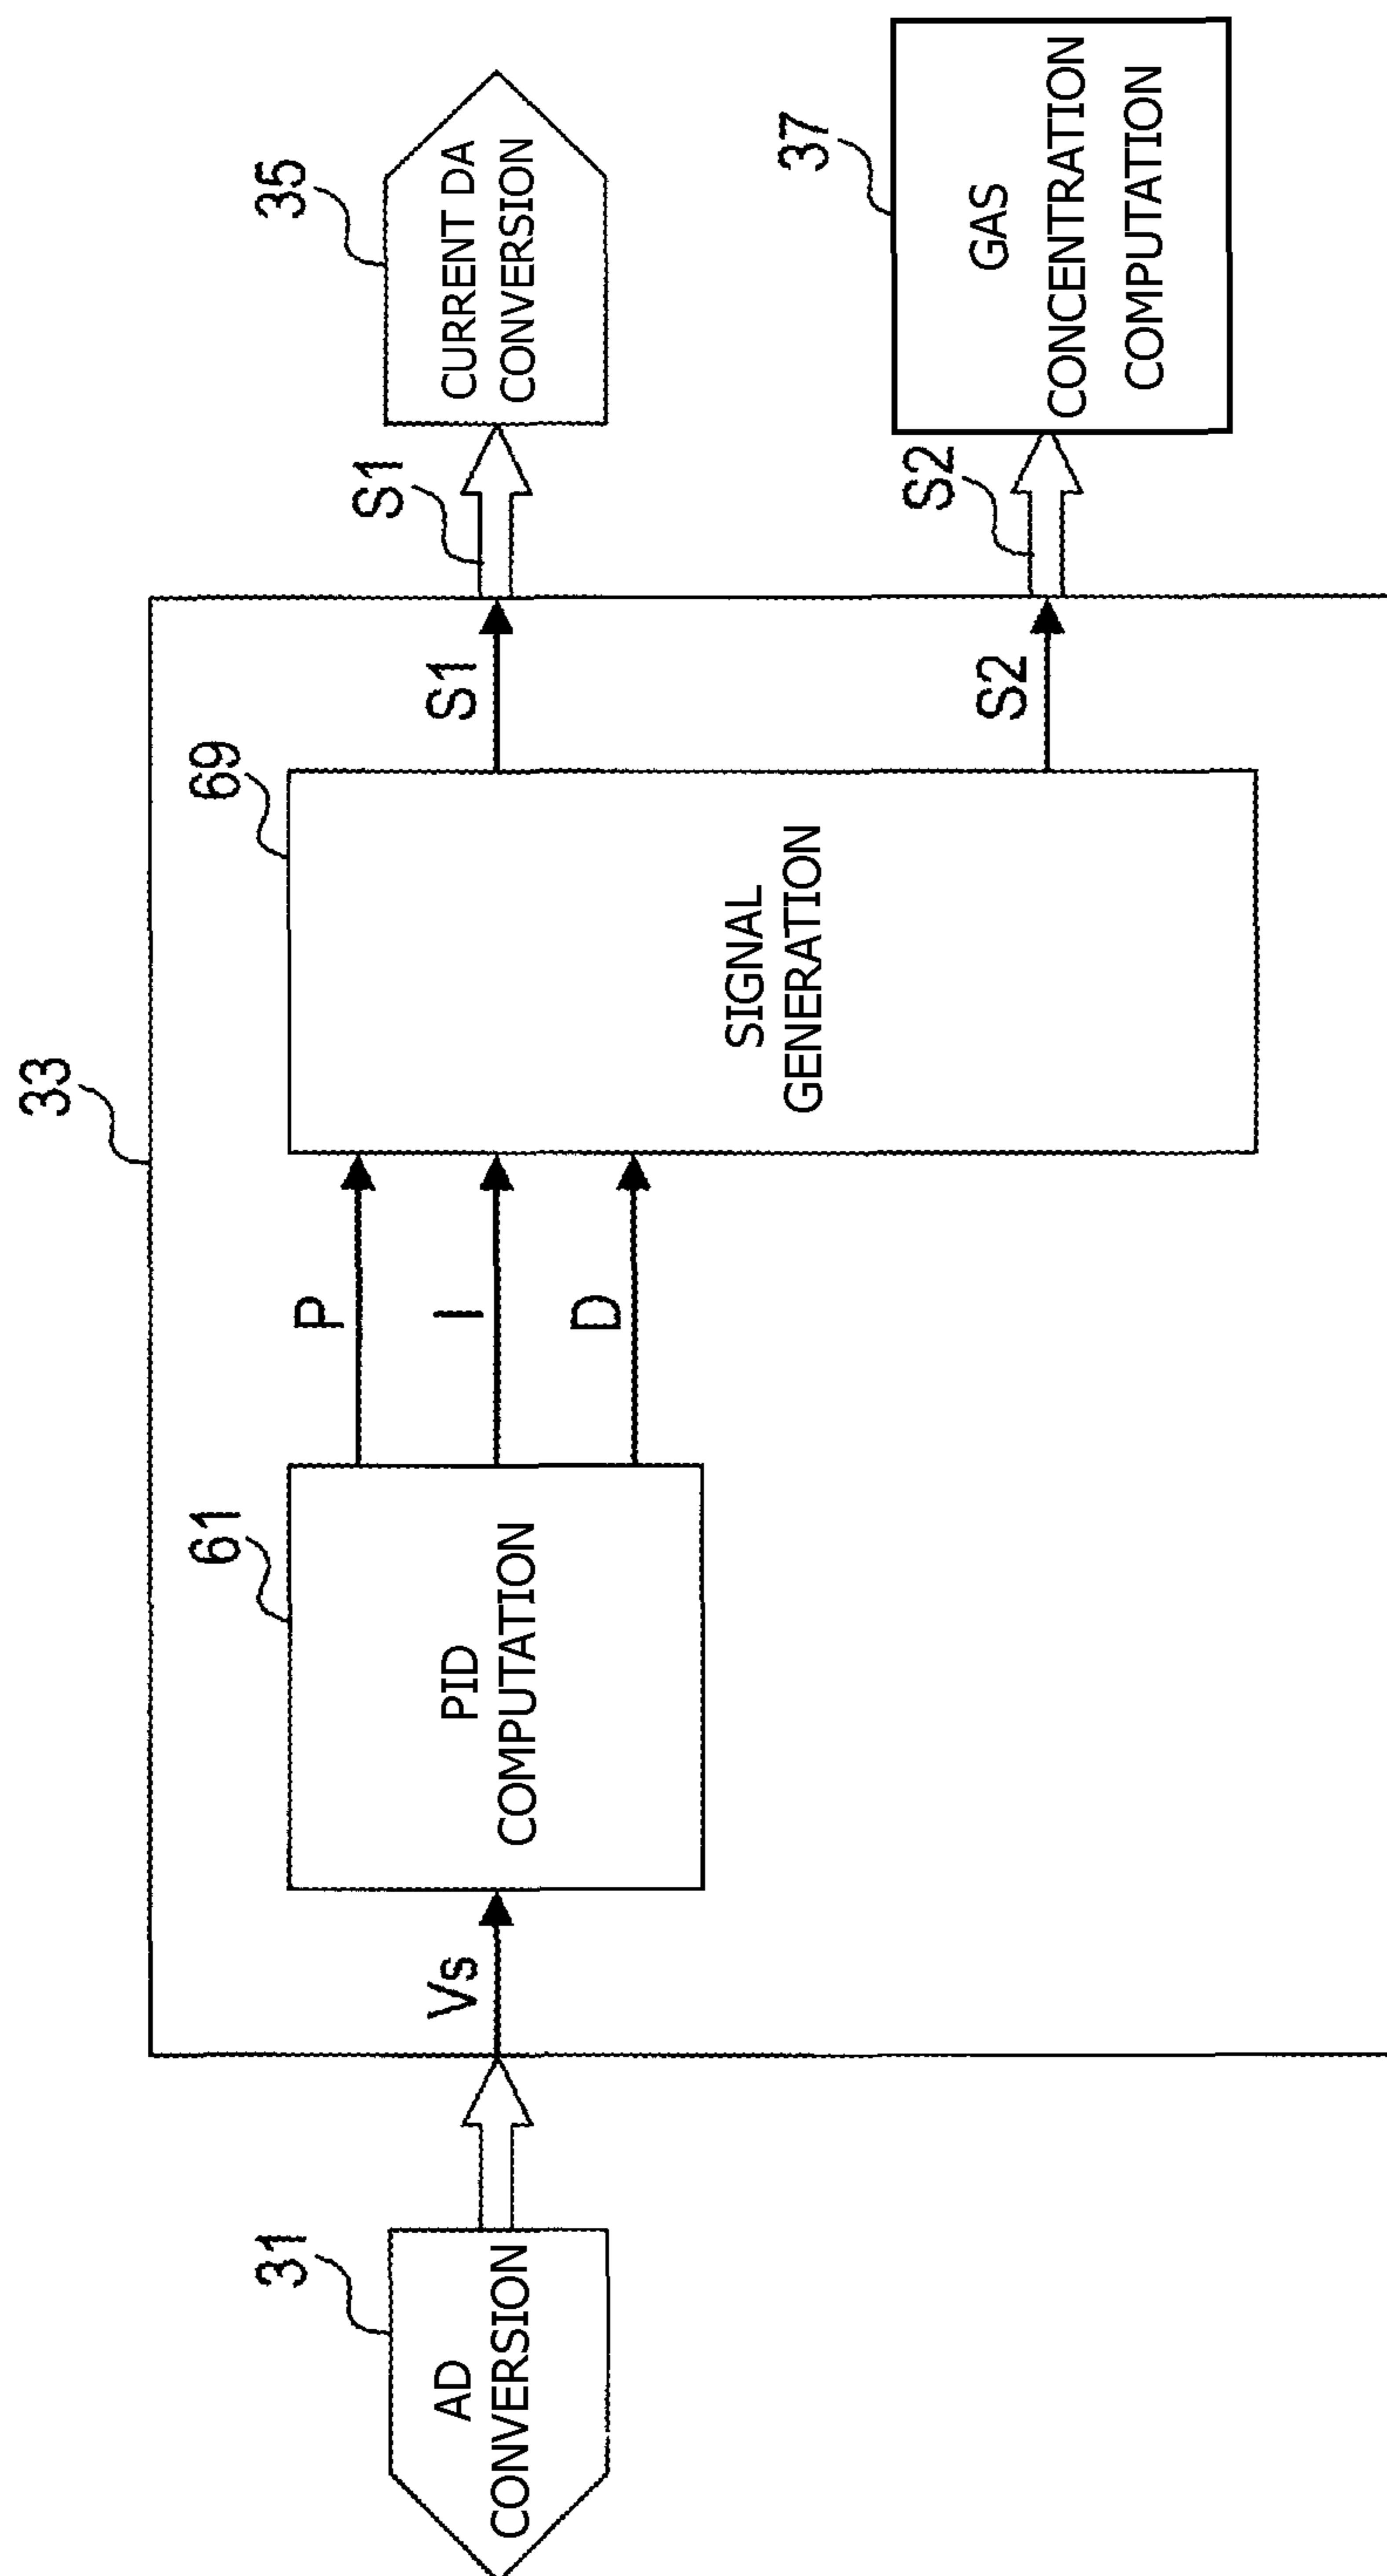 33
31
AD
CONVERSION
Vs
61
PID
COMPUTATION
P
I
D
69
SIGNAL
GENERATION
S1
S2
S1
S2
35
CURRENT DA
CONVERSION
37
GAS
CONCENTRATION
COMPUTATION